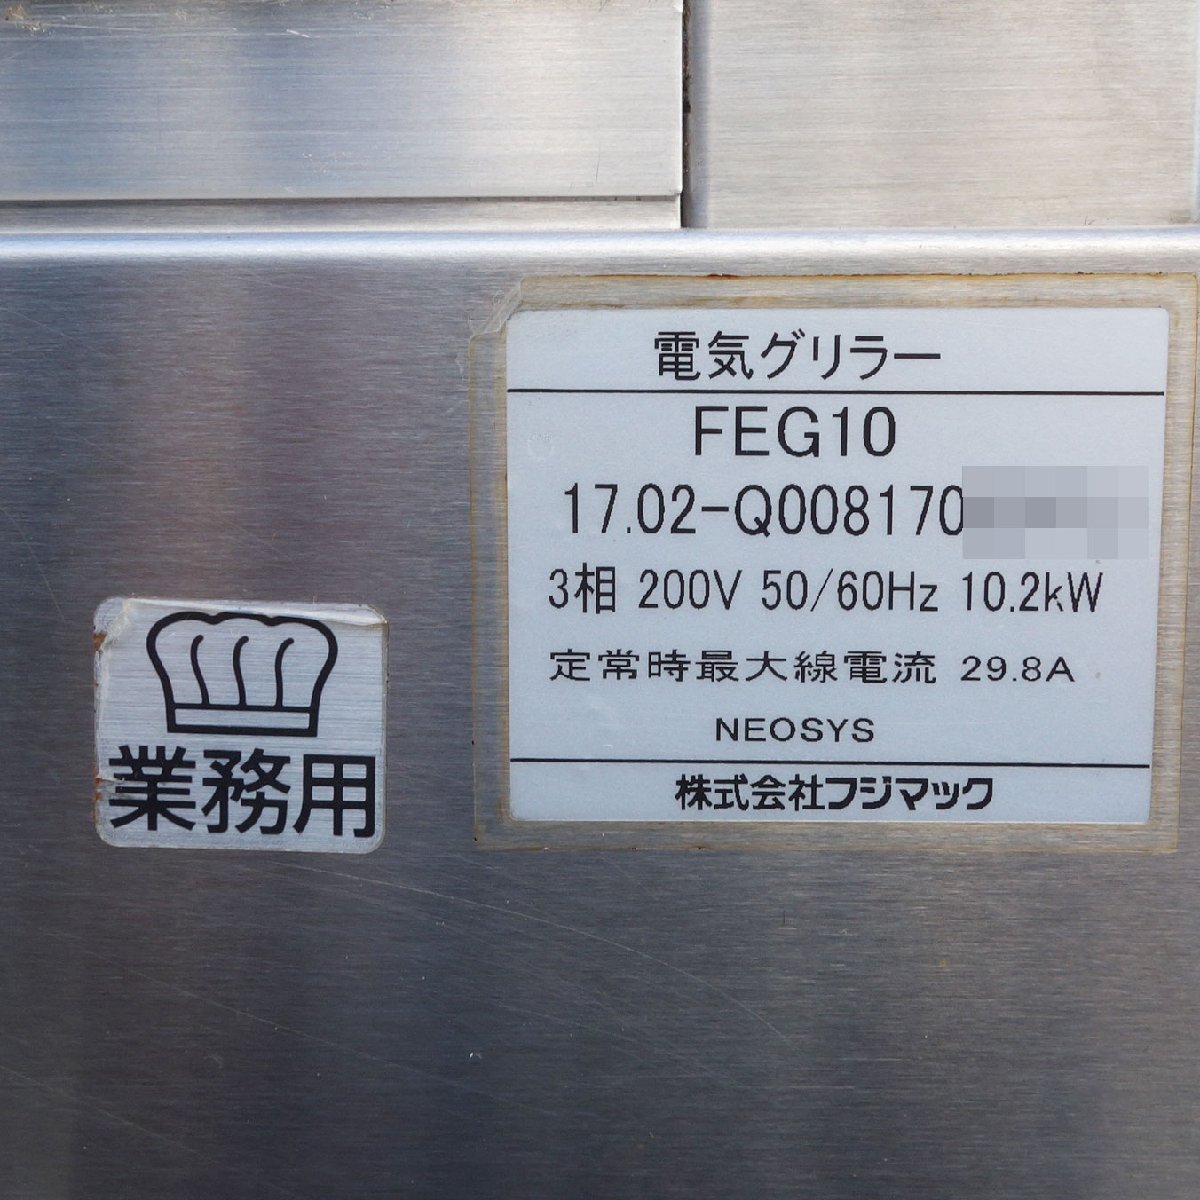 電気グリラー
FEG10
17.02-Q008170
3相 200V 50/60Hz 10.2kW
定常時最大線電流 29.8A
NEOSYS
株式会社フジマック
業務用